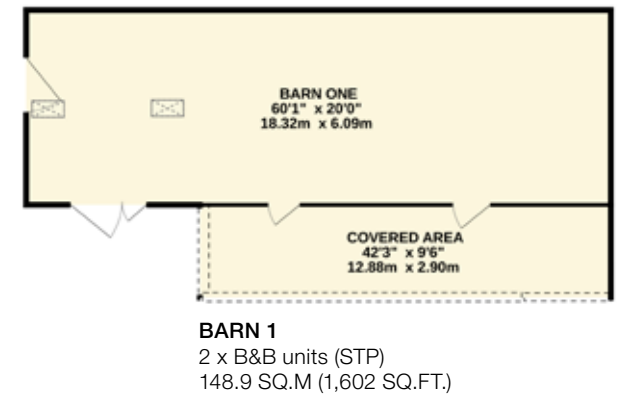 BARN ONE
60'1" x 20'0"
18.32m x 6.09m
COVERED AREA
42'3" x 9'6"
12.88m x 2.90m
BARN 1
2 x B&B units (STP)
148.9 SQ.M (1,602 SQ.FT.)